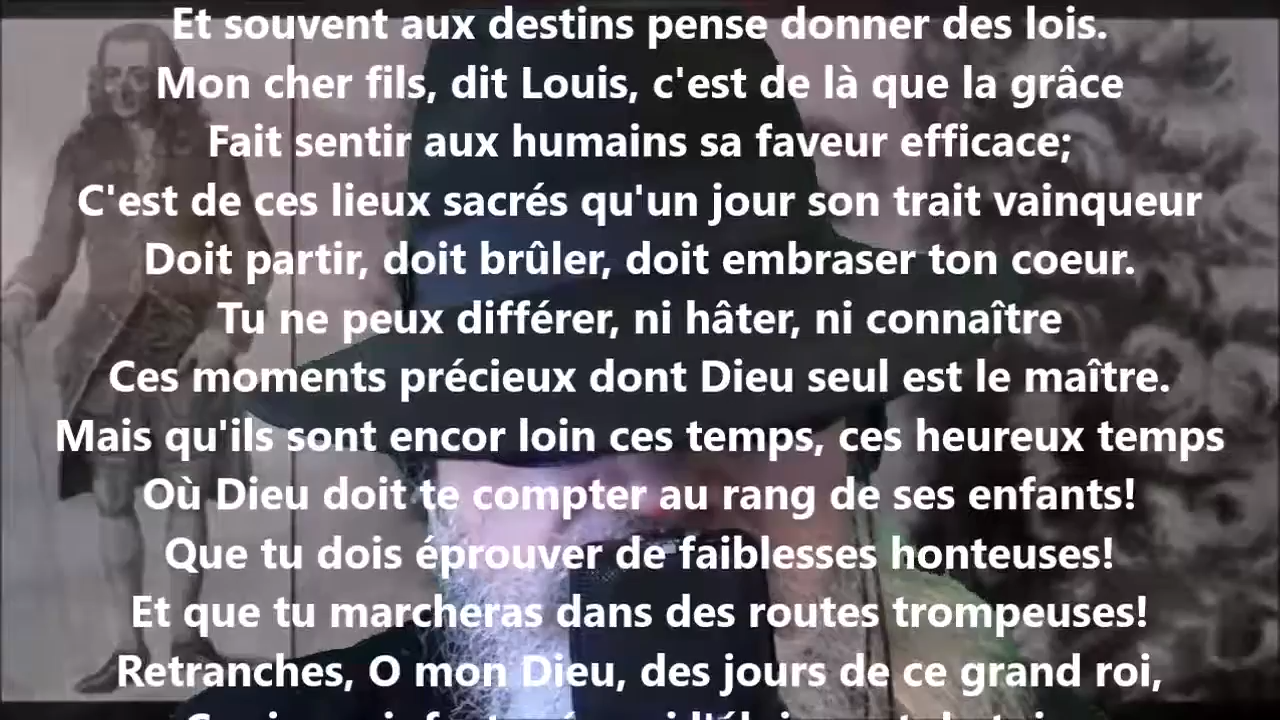 Et souvent aux destins pense donner des lois.
Mon cher fils, dit Louis, c'est de là que la grâce
Fait sentir aux humains sa faveur efficace;
C'est de ces lieux sacrés qu'un jour son trait vainqueur
Doit partir, doit brûler, doit embraser ton coeur.
Tu ne peux différer, ni hâter, ni connaître
Ces moments précieux dont Dieu seul est le maître.
Mais qu'ils sont encor loin ces temps, ces heureux temps
Où Dieu doit te compter au rang de ses enfants!
Que tu dois éprouver de faiblesses honteuses!
Et que tu marcheras dans des routes trompeuses!
Retranches, O mon Dieu, des jours de ce grand roi,